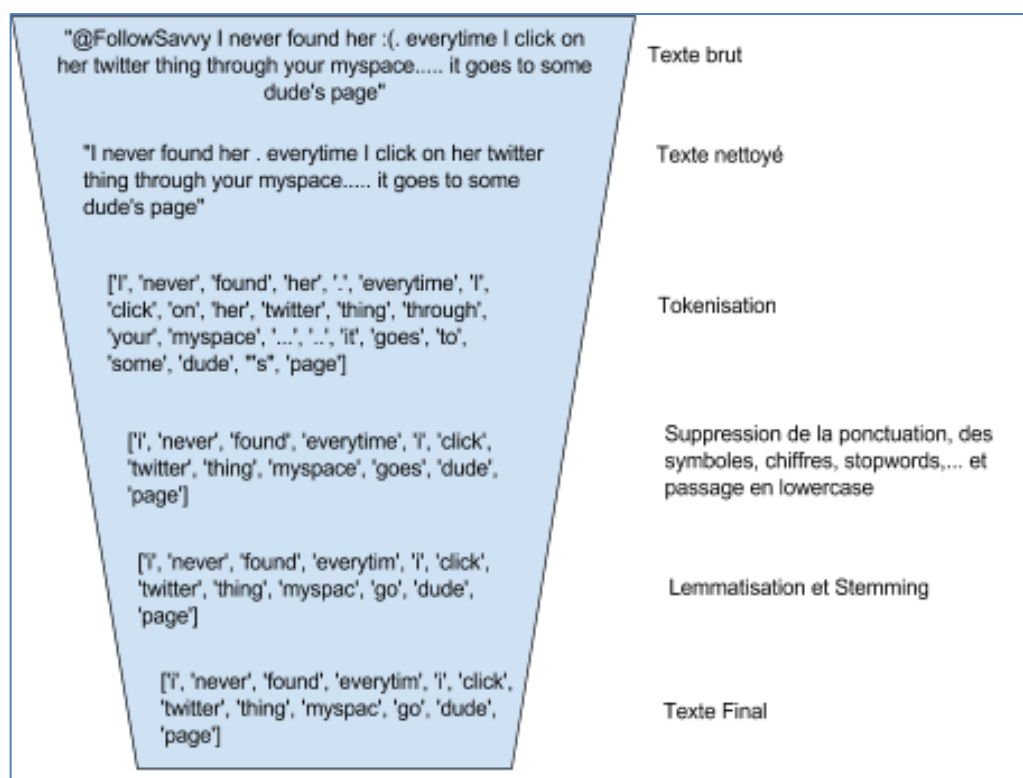 "@FollowSavvy I never found her :(. everytime I click on
her twitter thing through your myspace..... it goes to some
dude's page"
Texte brut
"I never found her . everytime I click on her twitter
thing through your myspace..... it goes to some
dude's page"
Texte nettoyé
['I', 'never', 'found', 'her', '.', 'everytime', 'I',
'click', 'on', 'her', 'twitter', 'thing', 'through',
'your', 'myspace', '...', '..', 'it', 'goes', 'to',
'some', 'dude', "'s", 'page']
Tokenisation
['i', 'never', 'found', 'everytime', 'i', 'click',
'twitter', 'thing', 'myspace', 'goes', 'dude',
'page']
Suppression de la ponctuation, des
symboles, chiffres, stopwords,... et
passage en lowercase
['i', 'never', 'found', 'everytim', 'i', 'click',
'twitter', 'thing', 'myspac', 'go', 'dude',
'page']
Lemmatisation et Stemming
['i', 'never', 'found', 'everytim', 'i', 'click',
'twitter', 'thing', 'myspac', 'go', 'dude',
'page']
Texte Final